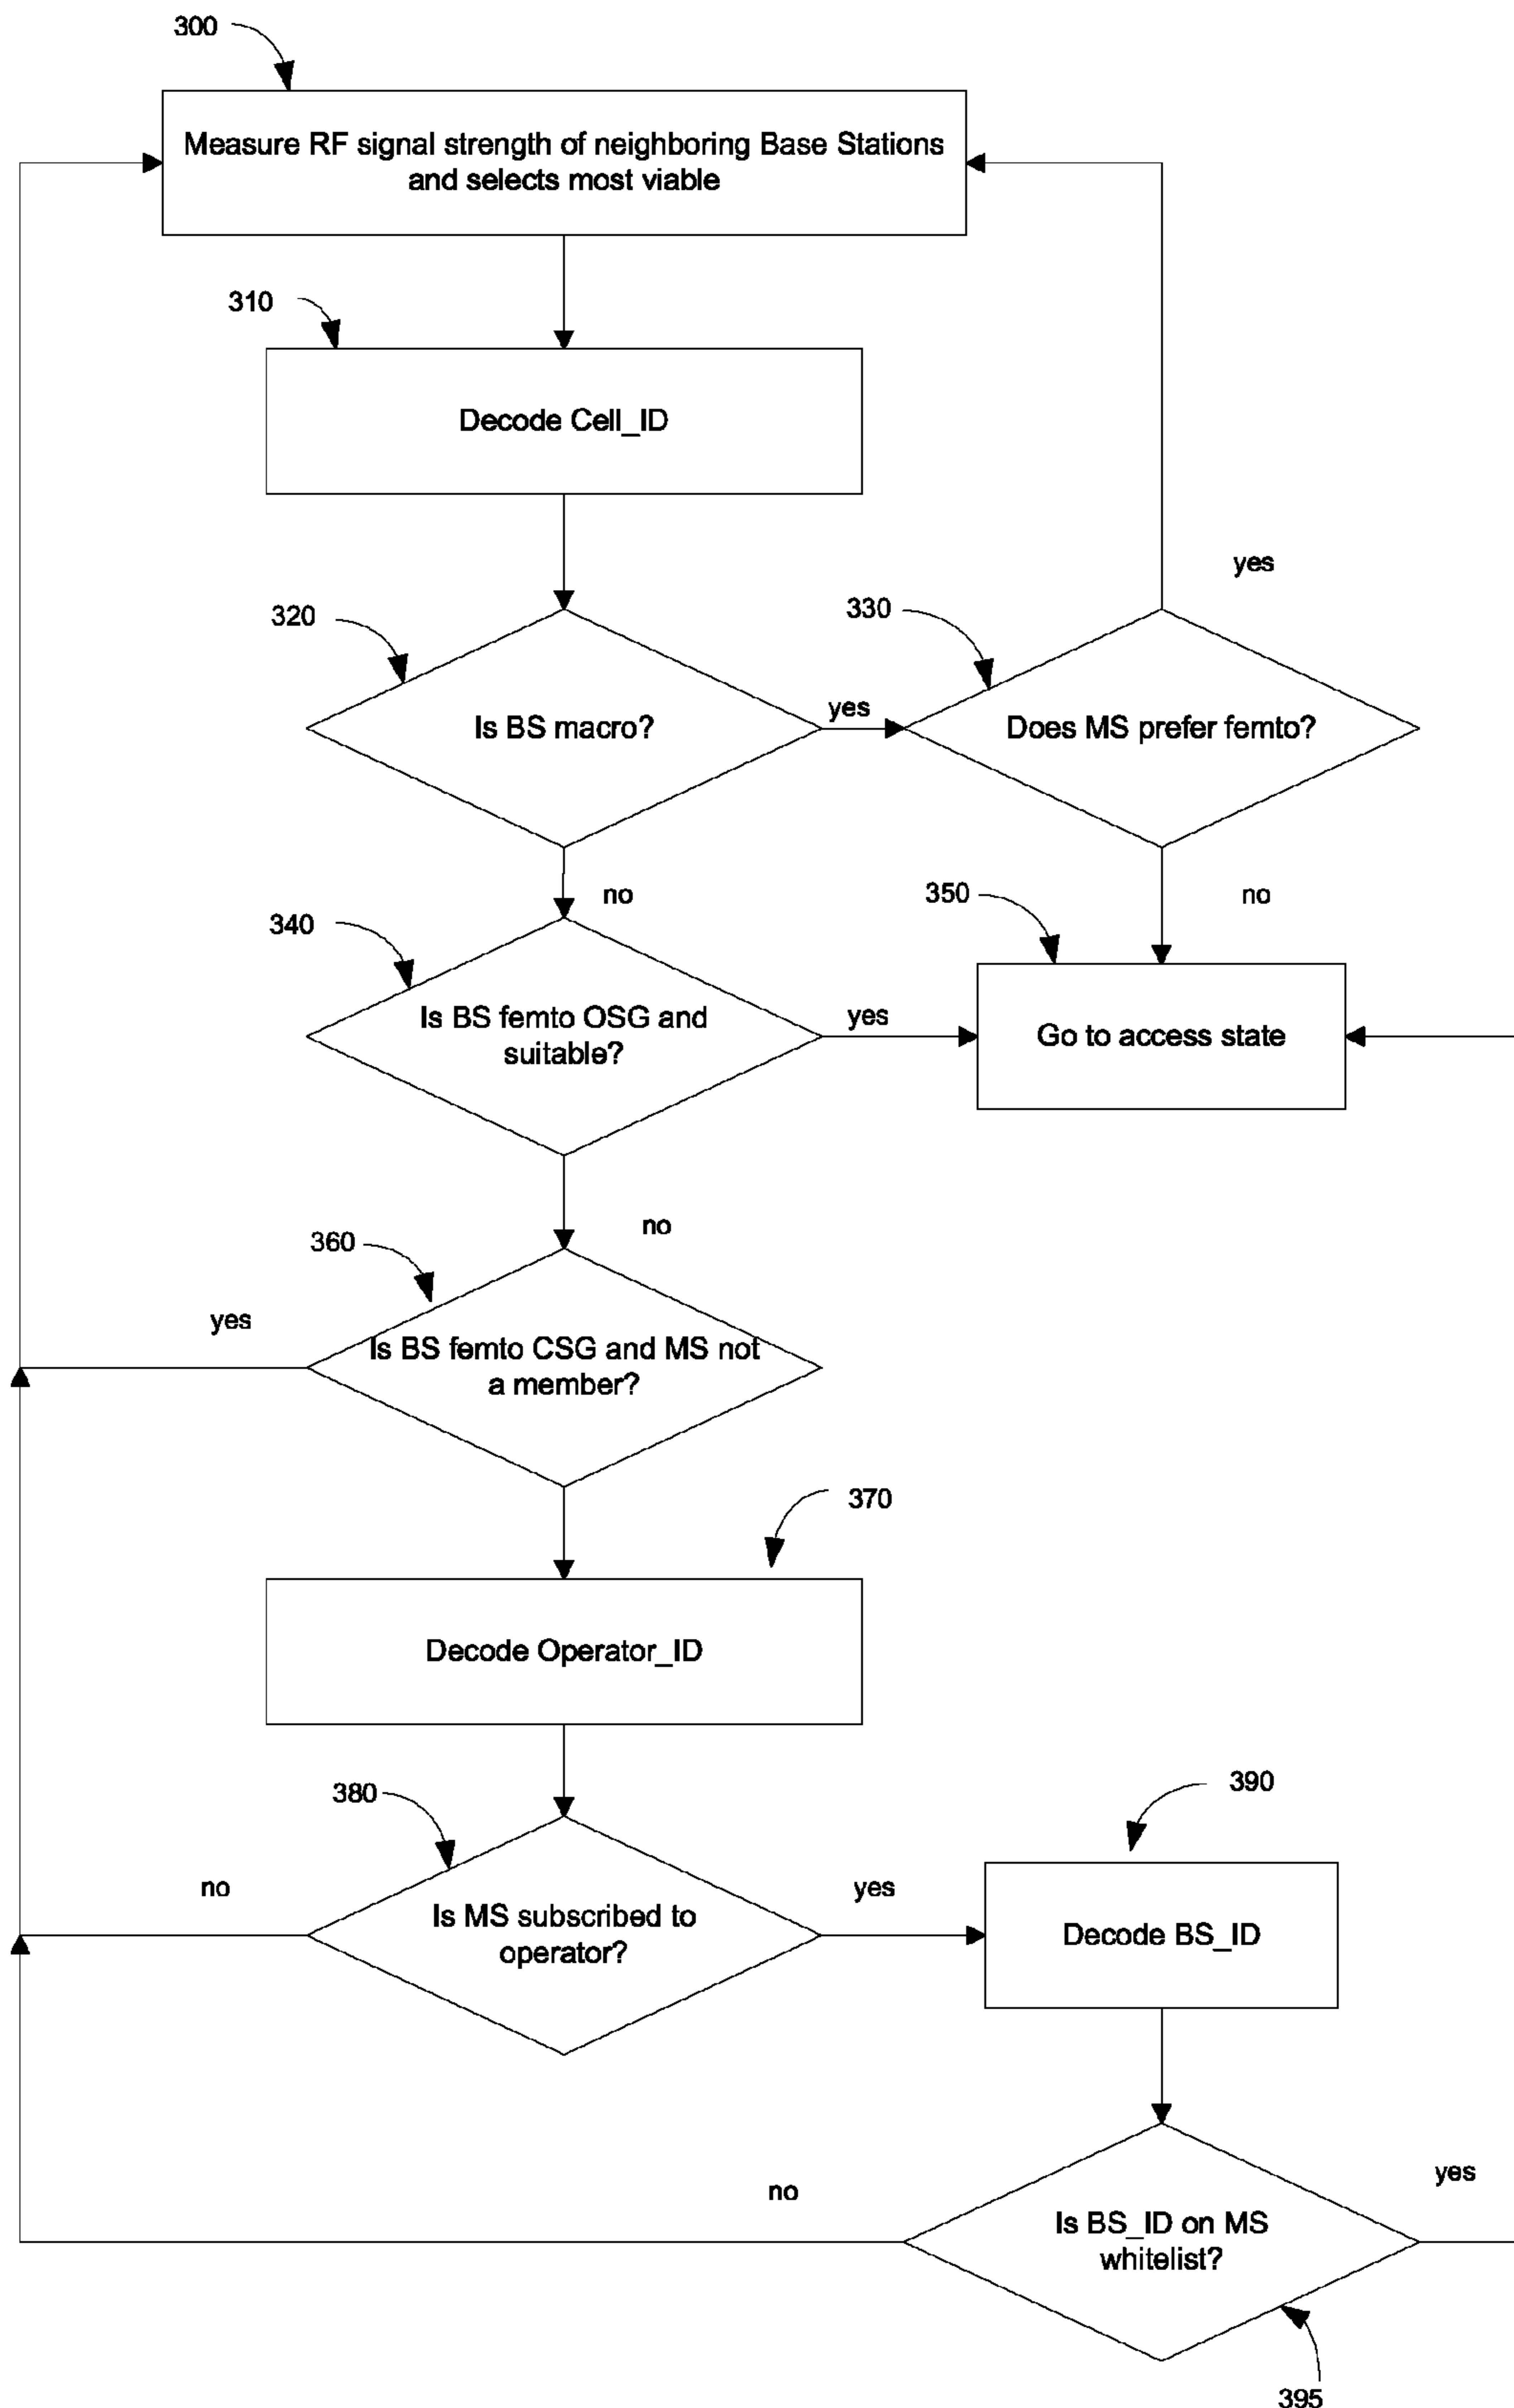 300
Measure RF signal strength of neighboring Base Stations
and selects most viable
310
Decode Cell_ID
yes
320
330
Is BS macro?
yes
Does MS prefer femto?
no
350
no
340
Is BS femto OSG and
suitable?
yes
Go to access state
no
360
yes
Is BS femto CSG and MS not
a member?
370
Decode Operator_ID
380
390
no
Is MS subscribed to
operator?
yes
Decode BS_ID
no
yes
Is BS_ID on MS
whitelist?
395